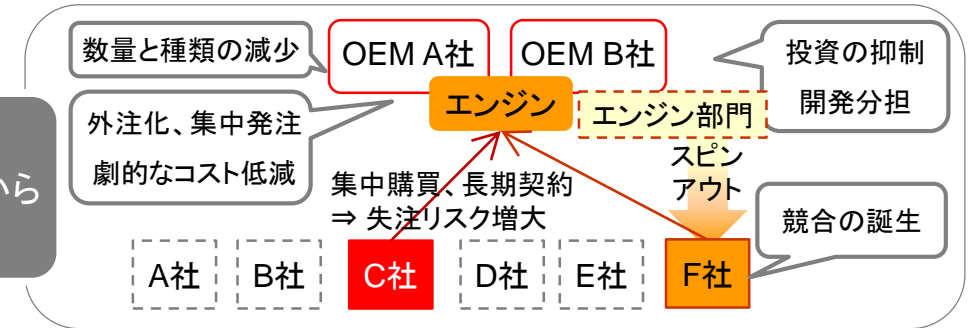 数量と種類の減少
OEM A社
OEM B社
投資の抑制
開発分担
エンジン
エンジン部門
外注化、集中発注
劇的なコスト低減
から
スピン
アウト
集中購買、長期契約
⇒ 失注リスク増大
競合の誕生
A社
B社
C社
D社
E社
F社